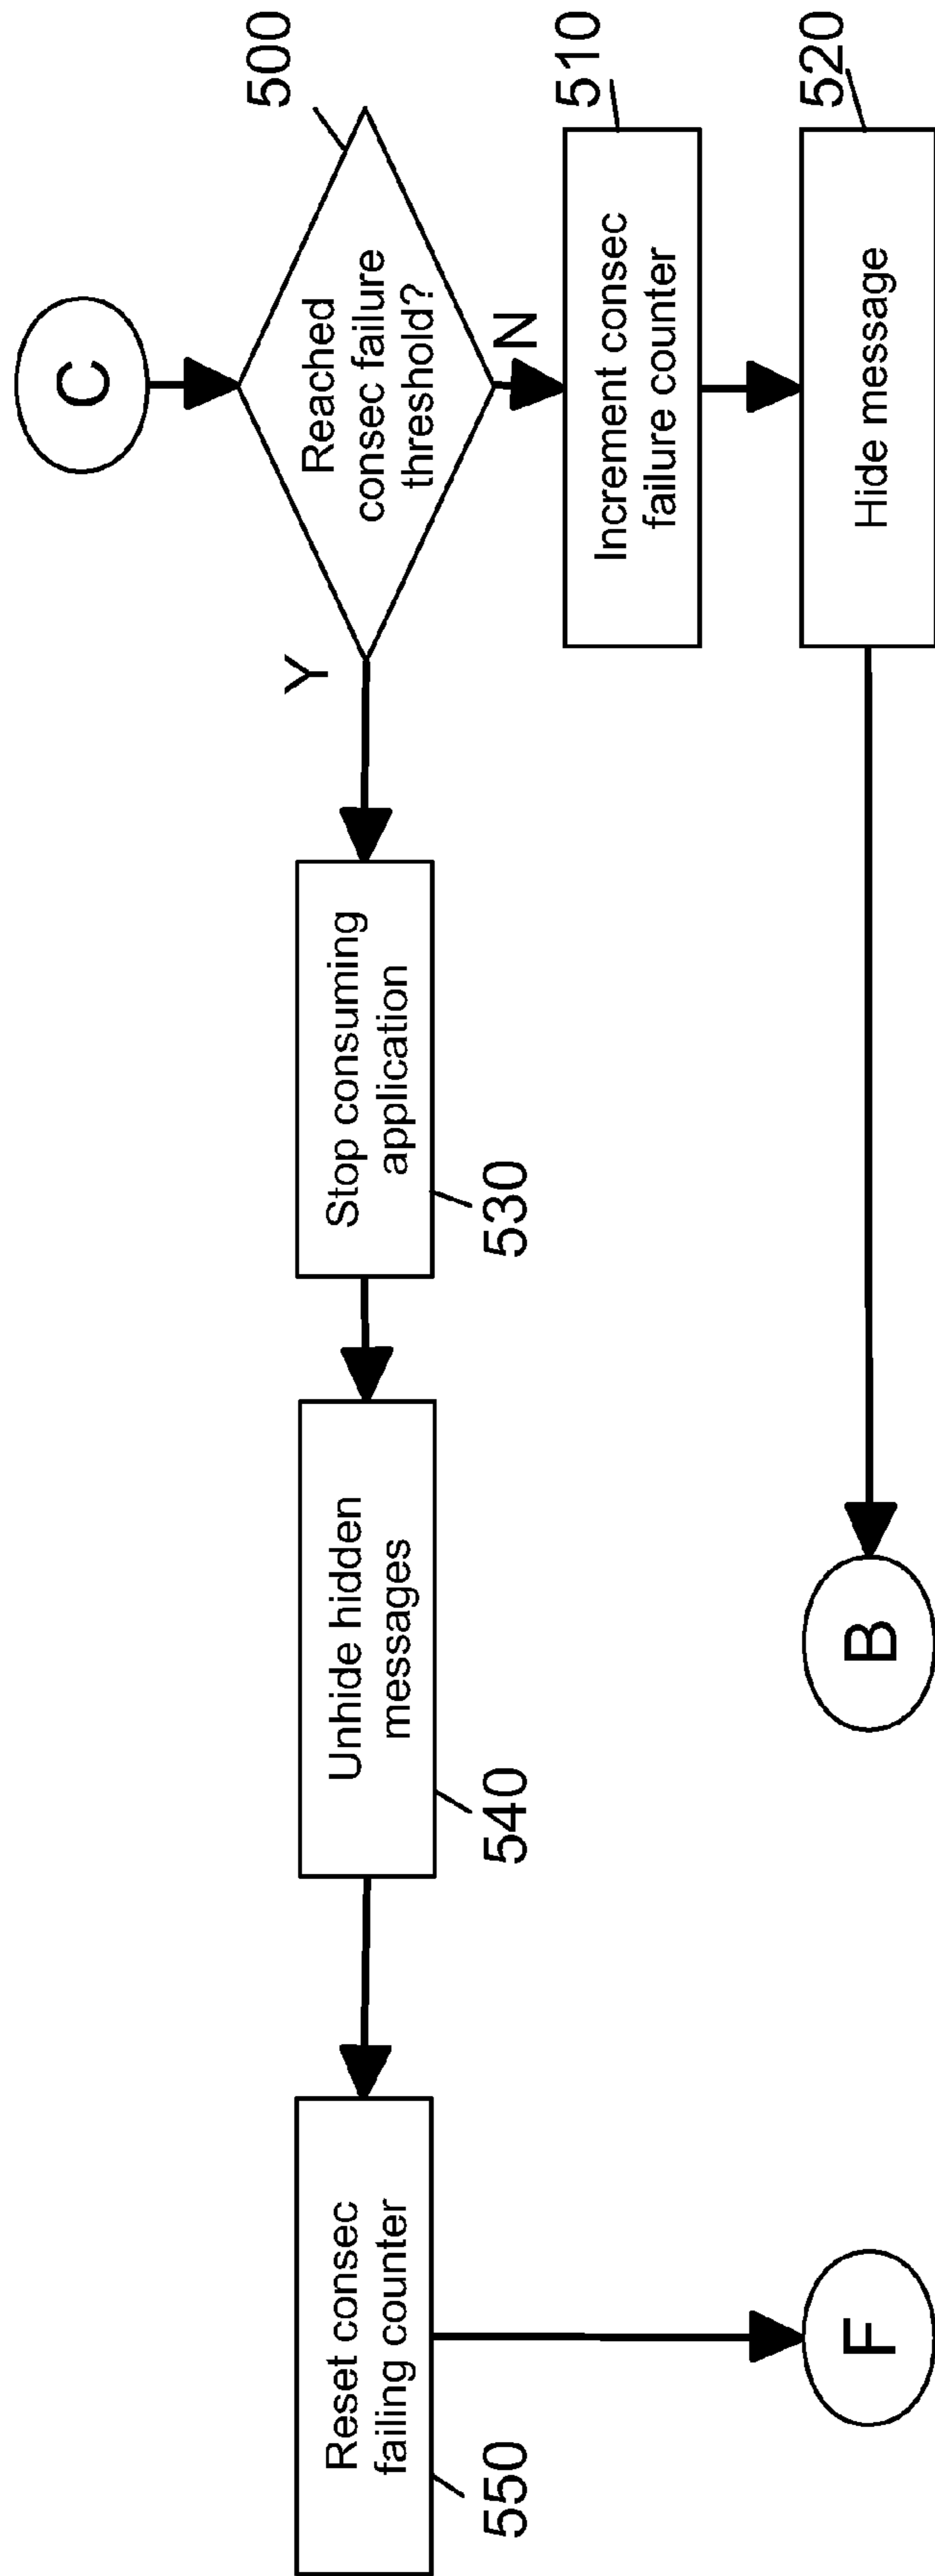 C
500
Reached
consec failure
threshold?
Y
N
510
Increment consec
failure counter
520
Hide message
B
Stop consuming
application
530
Unhide hidden
messages
540
Reset consec
failing counter
550
F